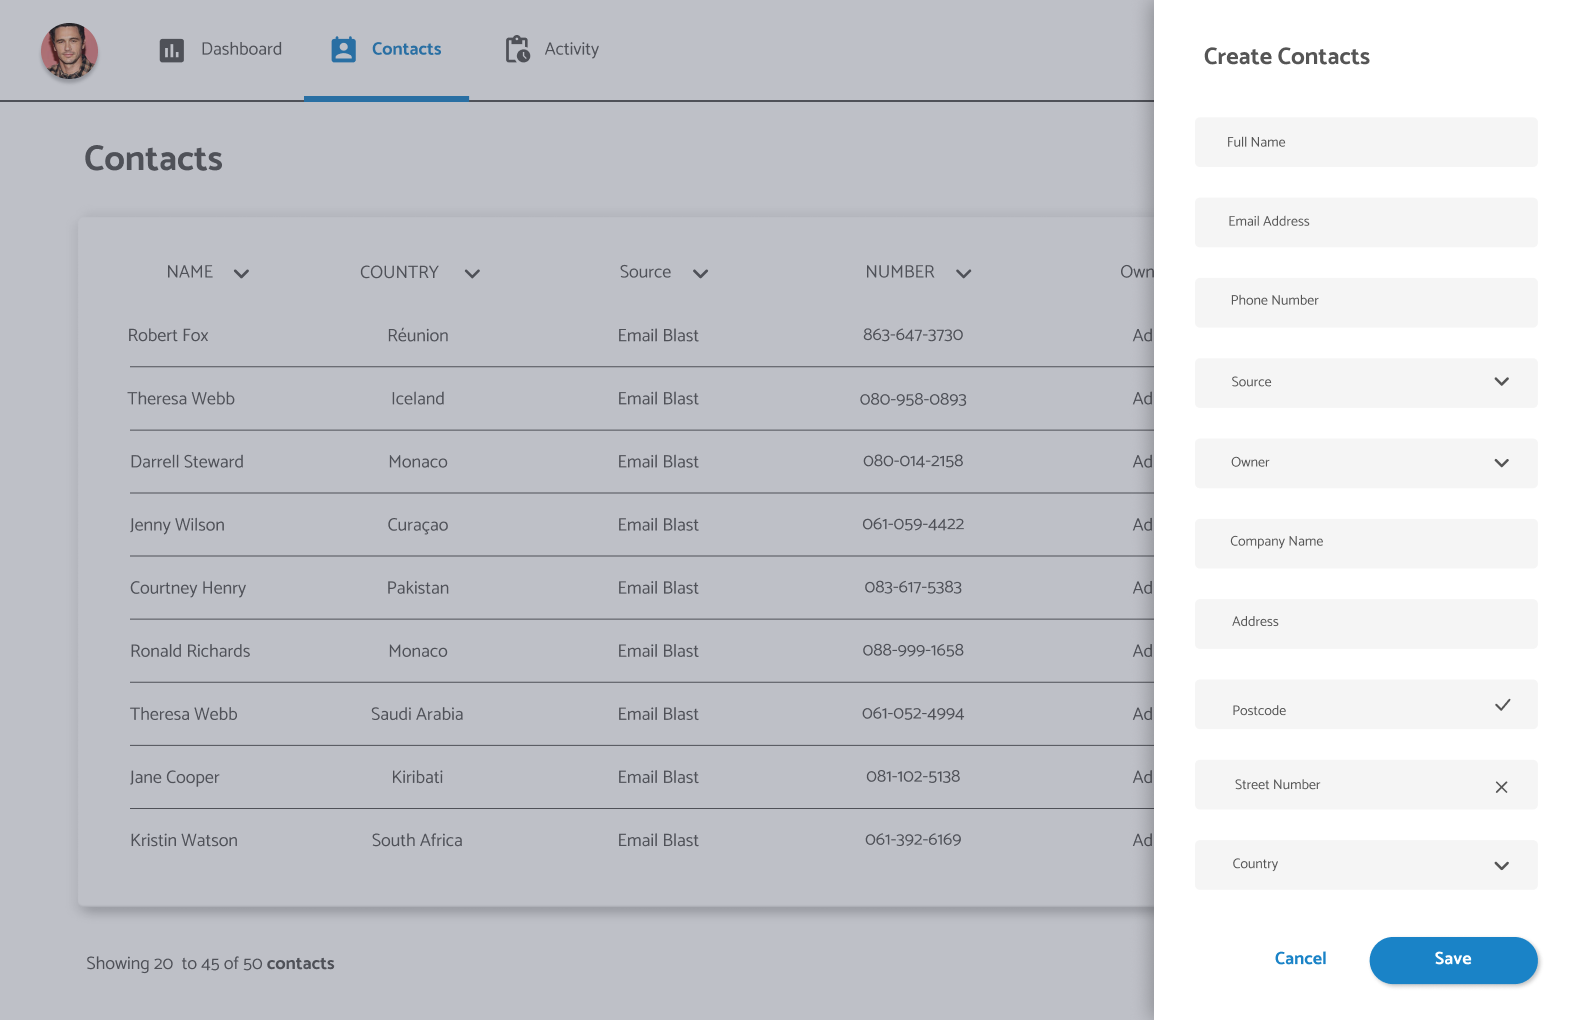 Dashboard Contacts Activity
Contacts
NAME COUNTRY Source NUMBER Own
Robert Fox Réunion Email Blast 863-647-3730 Ad
Theresa Webb Iceland Email Blast 080-958-0893 Ad
Darrell Steward Monaco Email Blast 080-014-2158 Ad
Jenny Wilson Curaçao Email Blast 061-059-4422 Ad
Courtney Henry Pakistan Email Blast 083-617-5383 Ad
Ronald Richards Monaco Email Blast 088-999-1658 Ad
Theresa Webb Saudi Arabia Email Blast 061-052-4994 Ad
Jane Cooper Kiribati Email Blast 081-102-5138 Ad
Kristin Watson South Africa Email Blast 061-392-6169 Ad
Showing 20 to 45 of 50 contacts
Create Contacts
Full Name
Email Address
Phone Number
Source
Owner
Company Name
Address
Postcode
Street Number
Country
Cancel Save